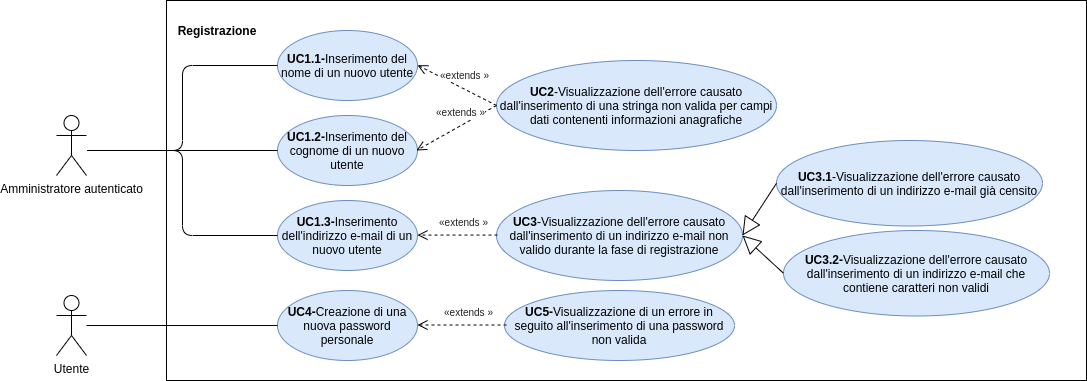 Registrazione
UC1.1-Inserimento del
nome di un nuovo utente
«extends »
UC2-Visualizzazione dell'errore causato
dall'inserimento di una stringa non valida per campi
dati contenenti informazioni anagrafiche
«extends »
UC1.2-Inserimento del
cognome di un nuovo
utente
Amministratore autenticato
UC3.1-Visualizzazione dell'errore causato
dall'inserimento di un indirizzo e-mail già censito
UC1.3-Inserimento
dell'indirizzo e-mail di un
nuovo utente
«extends »
UC3-Visualizzazione dell'errore causato
dall'inserimento di un indirizzo e-mail non
valido durante la fase di registrazione
UC3.2-Visualizzazione dell'errore causato
dall'inserimento di un indirizzo e-mail che
contiene caratteri non validi
UC4-Creazione di una
nuova password
personale
«extends »
UC5-Visualizzazione di un errore in
seguito all'inserimento di una password
non valida
Utente